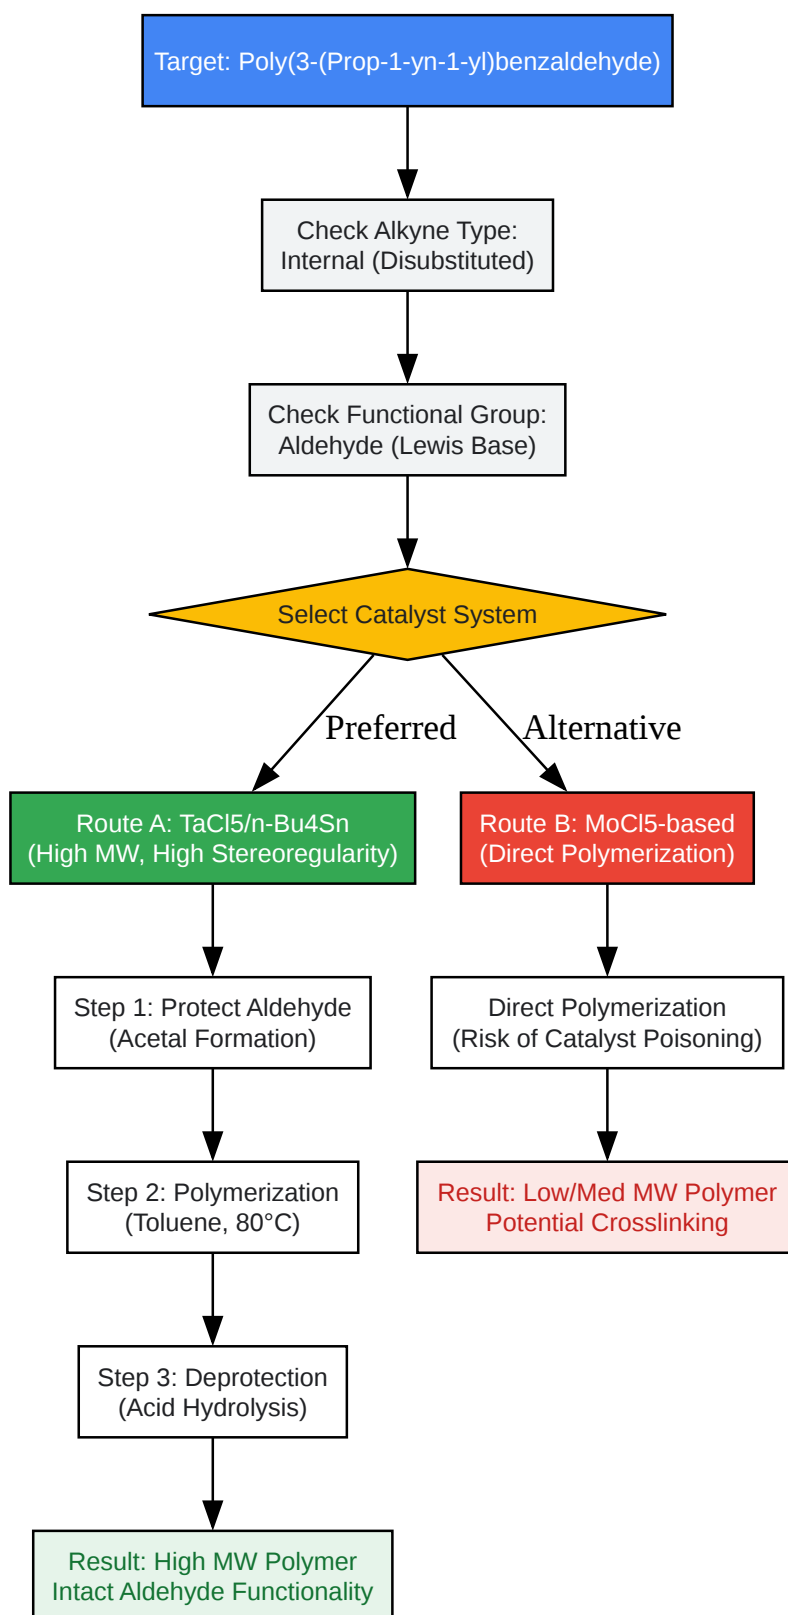 Target: Poly(3-(Prop-1-yn-1-yl)benzaldehyde)
Check Alkyne Type:
Internal (Disubstituted)
Check Functional Group:
Aldehyde (Lewis Base)
Select Catalyst System
Preferred
Alternative
Route A: TaCl5/n-Bu4Sn
(High MW, High Stereoregularity)
Route B: MoCl5-based
(Direct Polymerization)
Step 1: Protect Aldehyde
(Acetal Formation)
Direct Polymerization
(Risk of Catalyst Poisoning)
Step 2: Polymerization
(Toluene, 80°C)
Result: Low/Med MW Polymer
Potential Crosslinking
Step 3: Deprotection
(Acid Hydrolysis)
Result: High MW Polymer
Intact Aldehyde Functionality